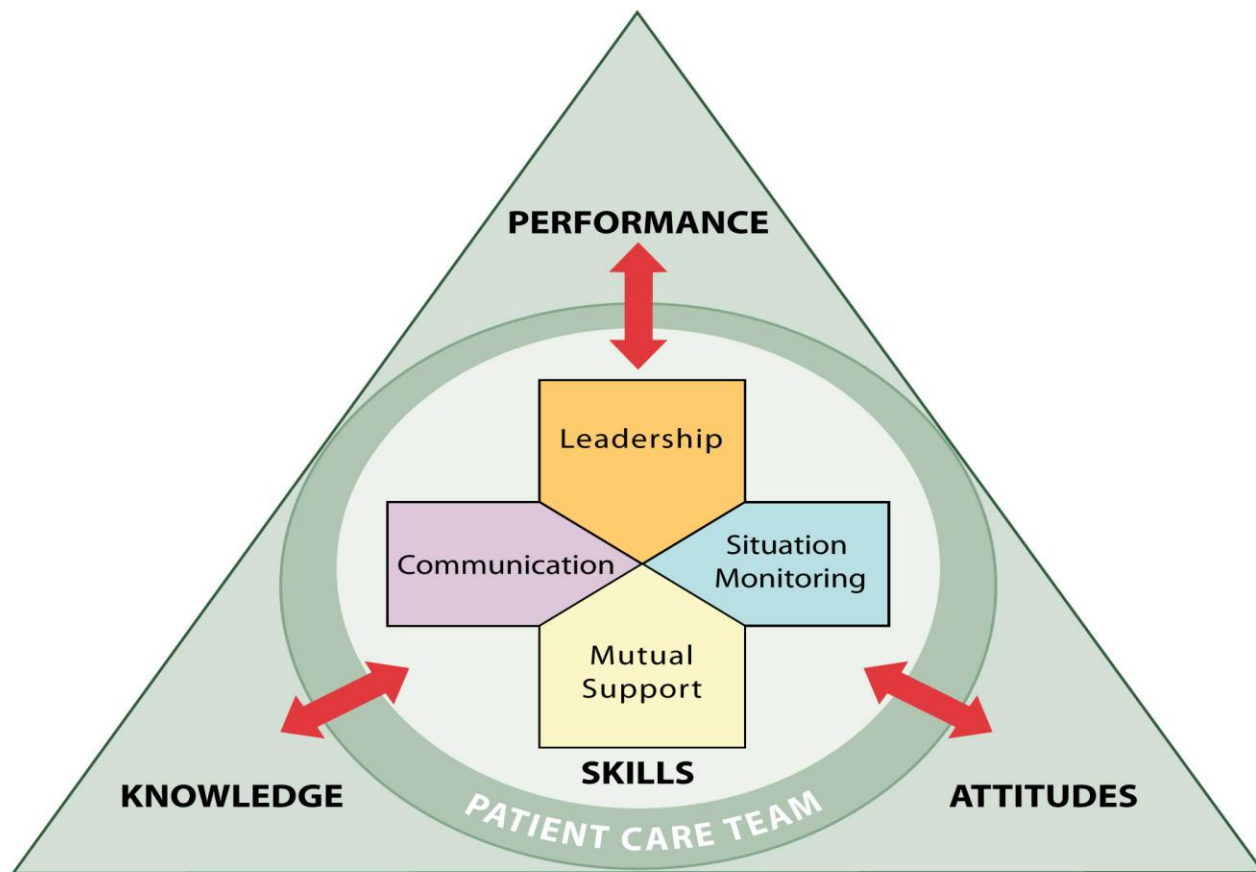 PERFORMANCE
Leadership
Communication
Situation
Monitoring
Mutual
Support
SKILLS
KNOWLEDGE
ATTITUDES
PATIENT CARE TEAM